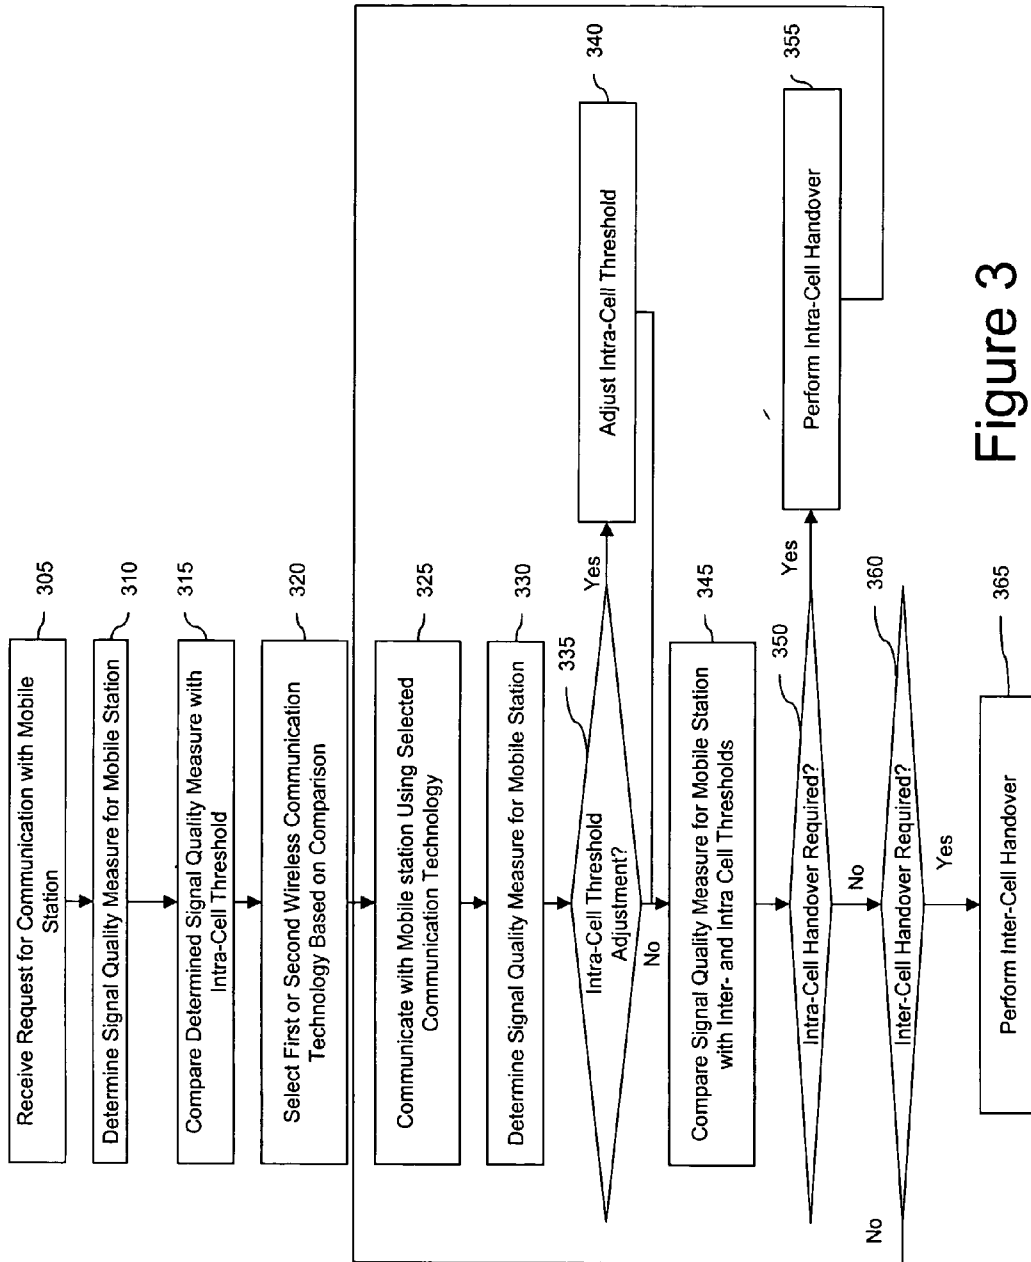 Receive Request for Communication with Mobile
Station
305
Determine Signal Quality Measure for Mobile Station
310
Compare Determined Signal Quality Measure with
Intra-Cell Threshold
315
Select First or Second Wireless Communication
Technology Based on Comparison
320
Communicate with Mobile station Using Selected
Communication Technology
325
Determine Signal Quality Measure for Mobile Station
330
Intra-Cell Threshold
Adjustment?
335
Yes
No
Adjust Intra-Cell Threshold
340
Compare Signal Quality Measure for Mobile Station
with Inter- and Intra Cell Thresholds
345
Intra-Cell Handover Required?
350
Yes
No
Perform Intra-Cell Handover
355
Inter-Cell Handover Required?
360
No
Yes
Perform Inter-Cell Handover
365
Figure 3